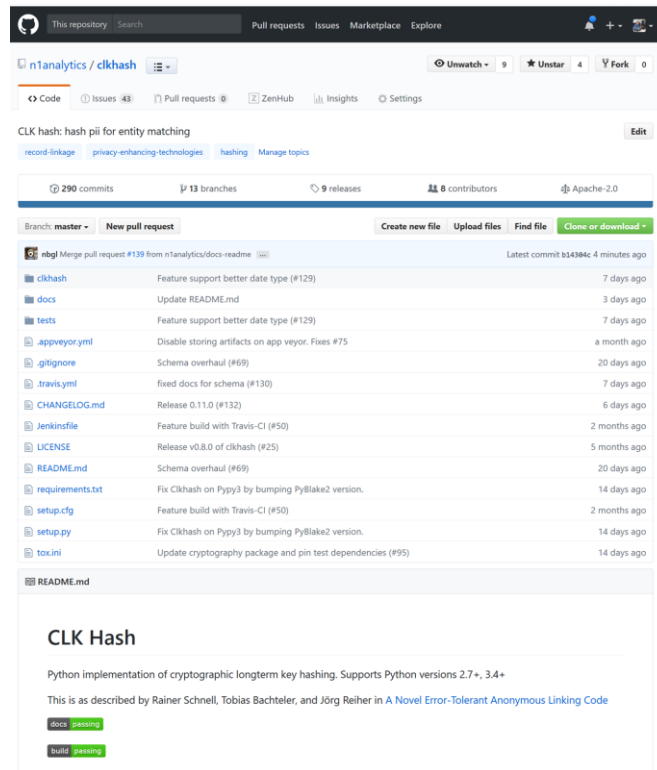 This repository Search Pull requests Issues Marketplace Explore
n1analytics / clkhash Unwatch 9 Unstar 4 Fork 0
Code Issues 43 Pull requests 0 ZenHub Insights Settings
CLK hash: hash pii for entity matching Edit
record-linkage privacy-enhancing-technologies hashing Manage topics
290 commits 13 branches 9 releases 8 contributors Apache-2.0
Branch: master New pull request Create new file Upload files Find file Clone or download
nbgl Merge pull request #139 from n1analytics/docs-readme ... Latest commit b14304c 4 minutes ago
clkhash Feature support better date type (#129) 7 days ago
docs Update README.md 3 days ago
tests Feature support better date type (#129) 7 days ago
.appveyor.yml Disable storing artifacts on app veyor. Fixes #75 a month ago
.gitignore Schema overhaul (#69) 20 days ago
.travis.yml fixed docs for schema (#130) 7 days ago
CHANGELOG.md Release 0.11.0 (#132) 6 days ago
Jenkinsfile Feature build with Travis-CI (#50) 2 months ago
LICENSE Release v0.8.0 of clkhash (#25) 5 months ago
README.md Schema overhaul (#69) 20 days ago
requirements.txt Fix Clkhash on Pypy3 by bumping PyBlake2 version. 14 days ago
setup.cfg Feature build with Travis-CI (#50) 2 months ago
setup.py Fix Clkhash on Pypy3 by bumping PyBlake2 version. 14 days ago
tox.ini Update cryptography package and pin test dependencies (#95) 14 days ago
README.md
CLK Hash
Python implementation of cryptographic longterm key hashing. Supports Python versions 2.7+, 3.4+
This is as described by Rainer Schnell, Tobias Bachteler, and Jörg Reiher in A Novel Error-Tolerant Anonymous Linking Code
docs passing
build passing